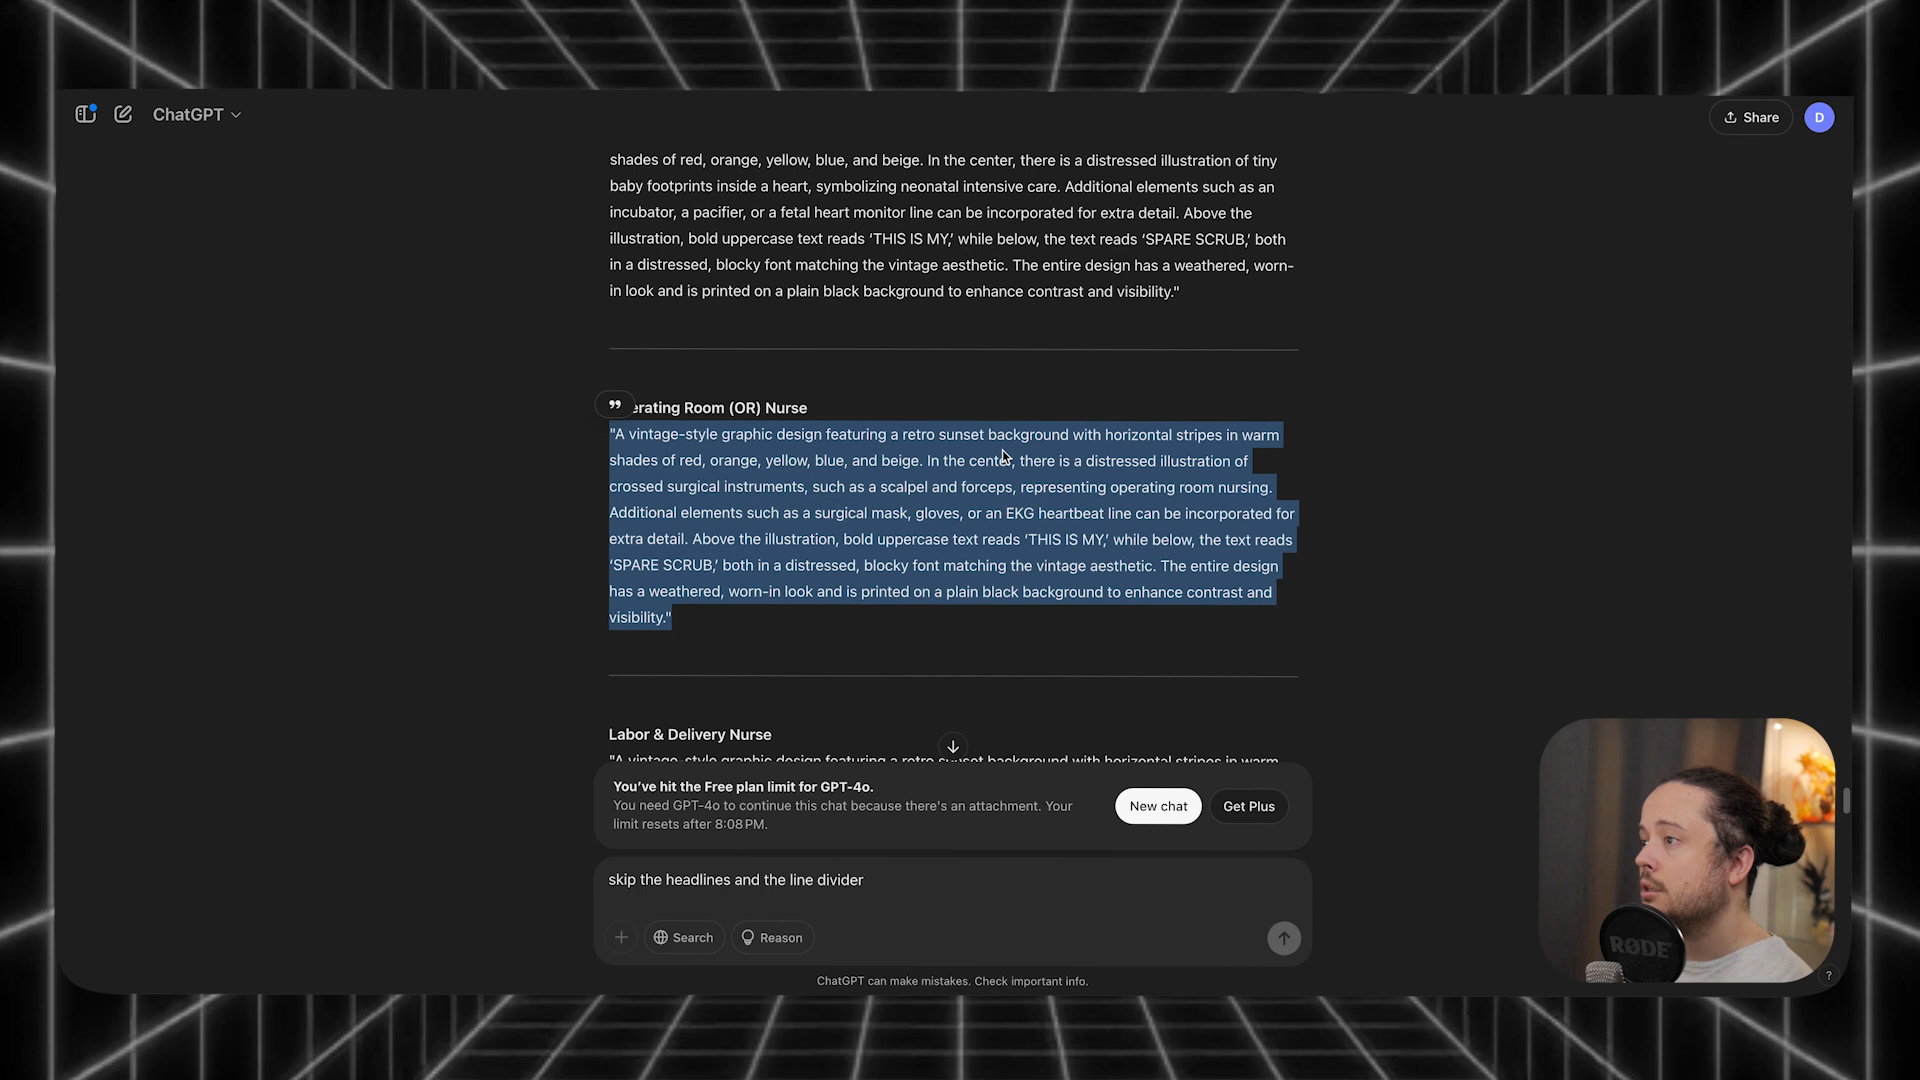 ChatGPT
Share
D
shades of red, orange, yellow, blue, and beige. In the center, there is a distressed illustration of tiny
baby footprints inside a heart, symbolizing neonatal intensive care. Additional elements such as an
incubator, a pacifier, or a fetal heart monitor line can be incorporated for extra detail. Above the
illustration, bold uppercase text reads ‘THIS IS MY,’ while below, the text reads ‘SPARE SCRUB,’ both
in a distressed, blocky font matching the vintage aesthetic. The entire design has a weathered, worn-
in look and is printed on a plain black background to enhance contrast and visibility."
erating Room (OR) Nurse
"A vintage-style graphic design featuring a retro sunset background with horizontal stripes in warm
shades of red, orange, yellow, blue, and beige. In the center, there is a distressed illustration of
crossed surgical instruments, such as a scalpel and forceps, representing operating room nursing.
Additional elements such as a surgical mask, gloves, or an EKG heartbeat line can be incorporated for
extra detail. Above the illustration, bold uppercase text reads ‘THIS IS MY,’ while below, the text reads
‘SPARE SCRUB,’ both in a distressed, blocky font matching the vintage aesthetic. The entire design
has a weathered, worn-in look and is printed on a plain black background to enhance contrast and
visibility."
Labor & Delivery Nurse
"A vintage-style graphic design featuring a retro sunset background with horizontal stripes in warm
You’ve hit the Free plan limit for GPT-4o.
You need GPT-4o to continue this chat because there's an attachment. Your
limit resets after 8:08 PM.
New chat
Get Plus
skip the headlines and the line divider
Search
Reason
ChatGPT can make mistakes. Check important info.
RØDE
?